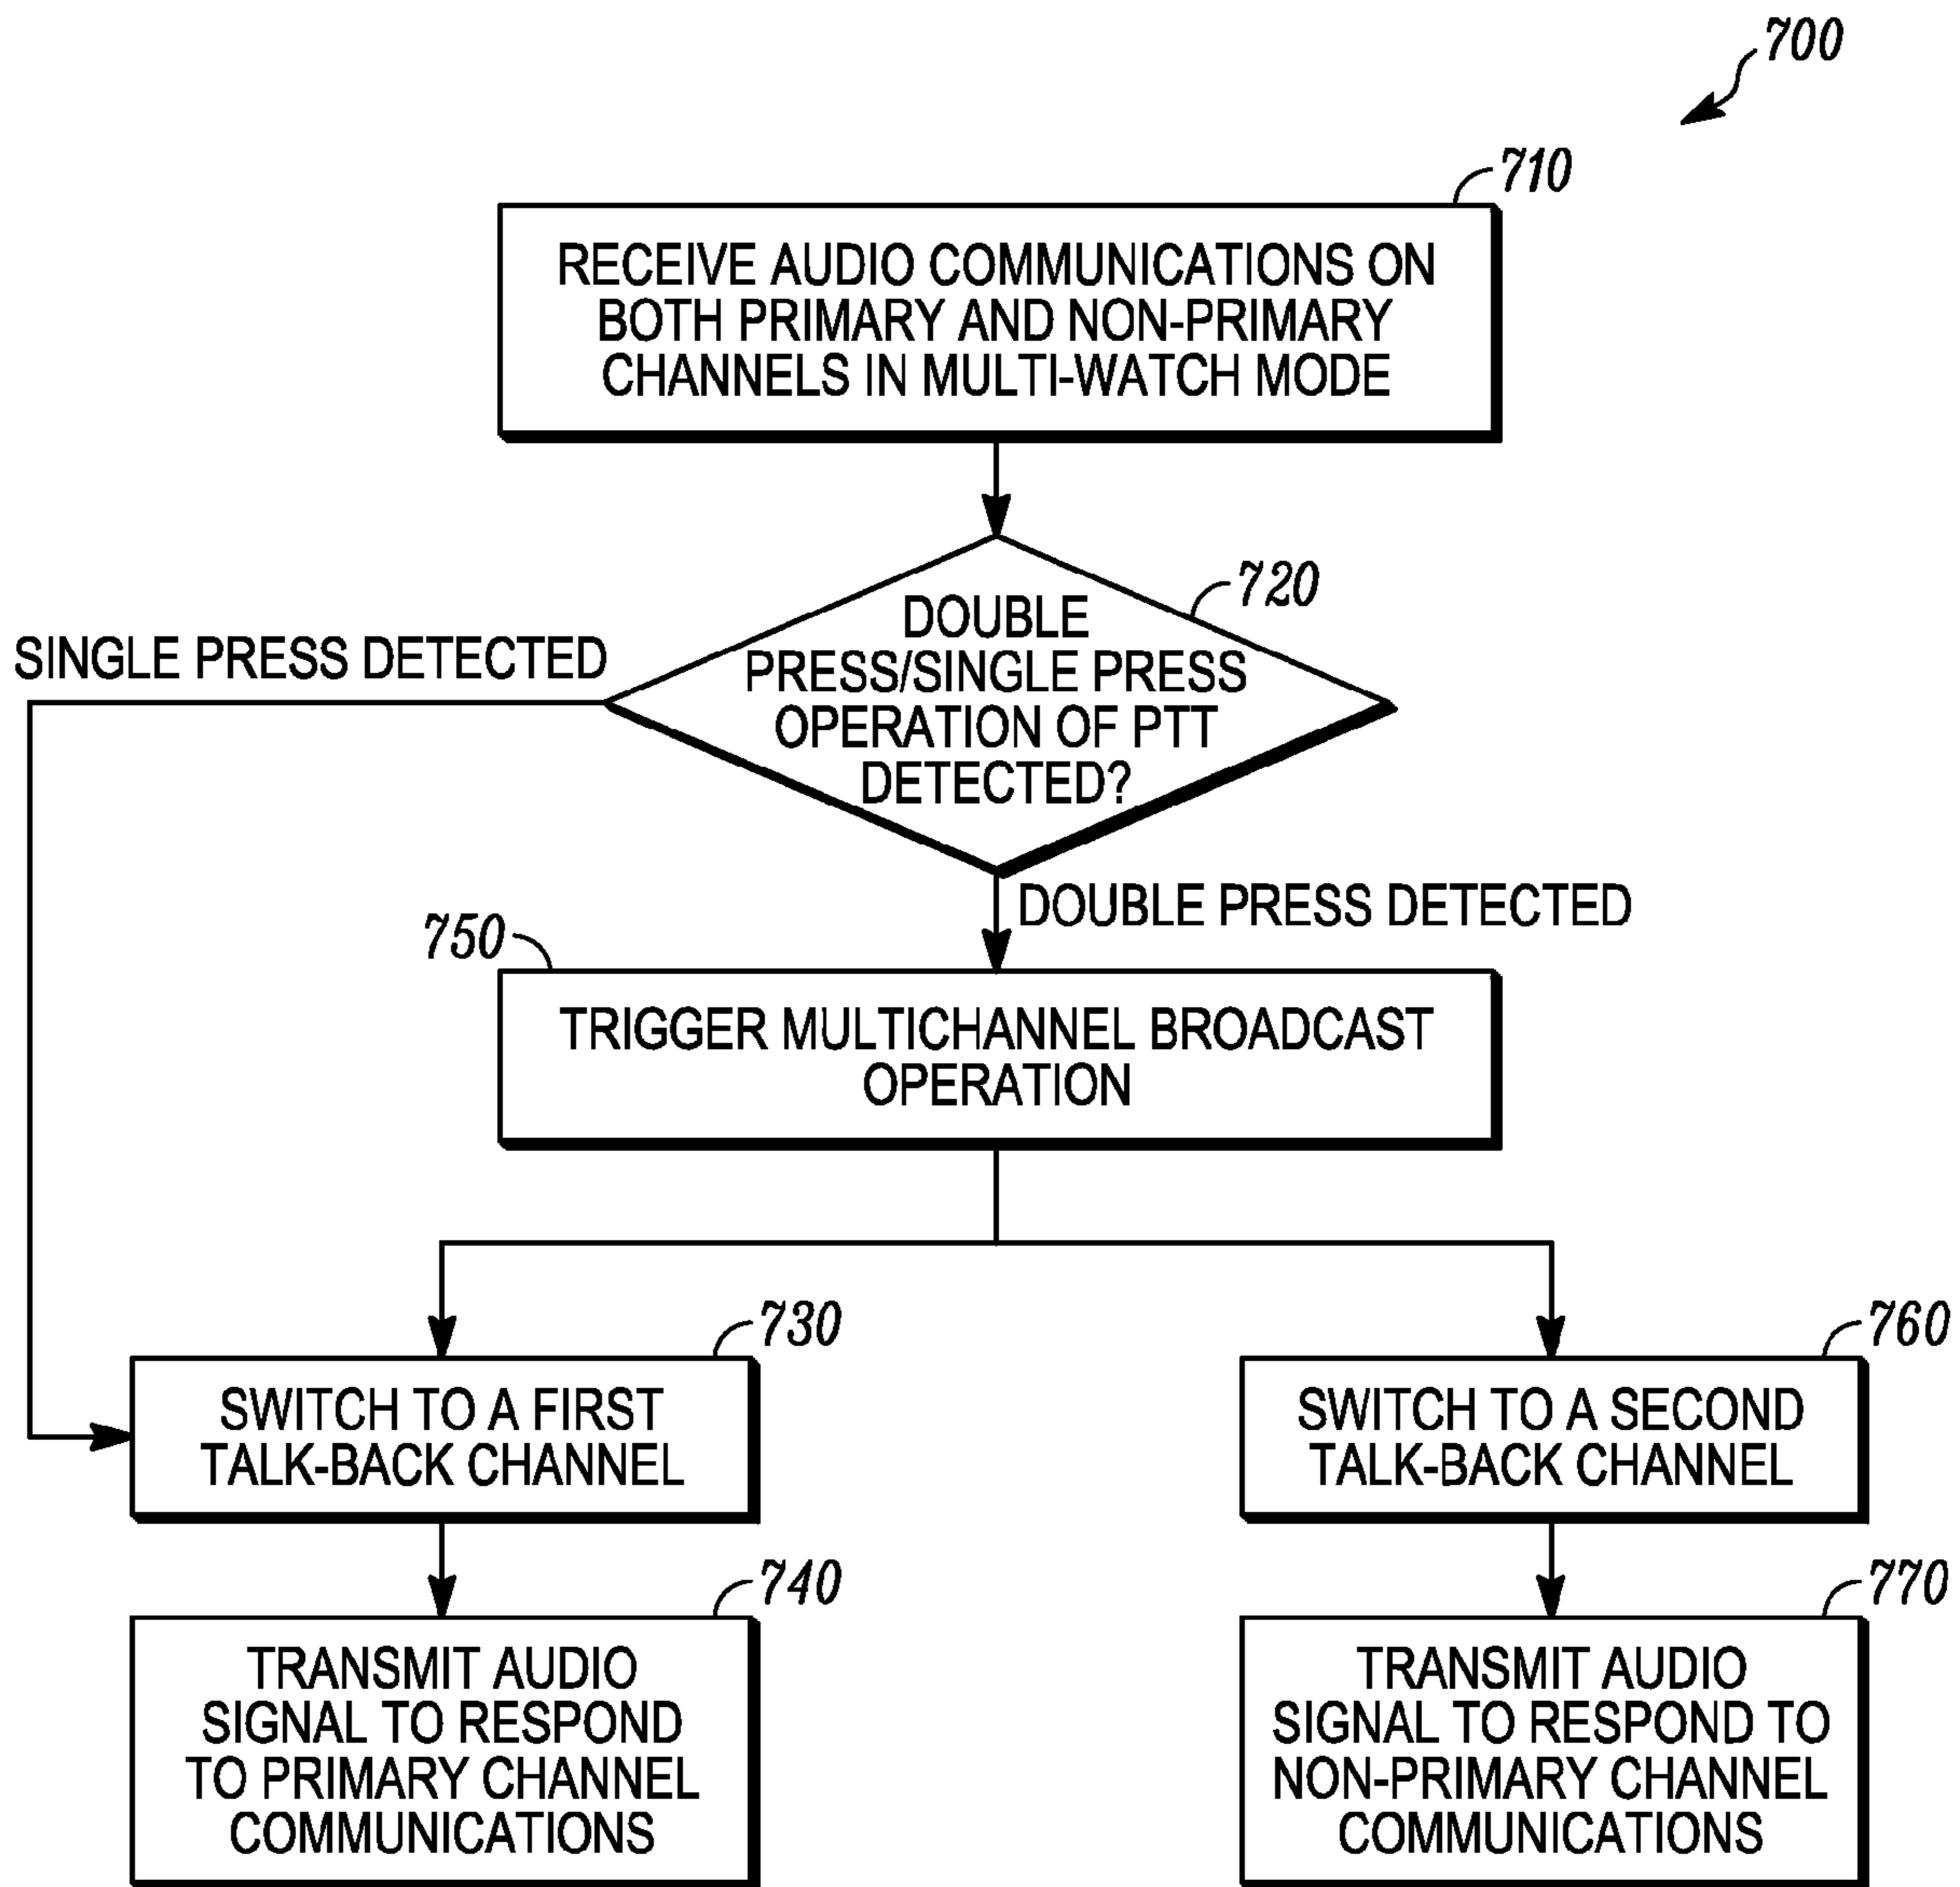 700
710
RECEIVE AUDIO COMMUNICATIONS ON
BOTH PRIMARY AND NON-PRIMARY
CHANNELS IN MULTI-WATCH MODE
720
DOUBLE
PRESS/SINGLE PRESS
OPERATION OF PTT
DETECTED?
SINGLE PRESS DETECTED
DOUBLE PRESS DETECTED
750
TRIGGER MULTICHANNEL BROADCAST
OPERATION
730
SWITCH TO A FIRST
TALK-BACK CHANNEL
760
SWITCH TO A SECOND
TALK-BACK CHANNEL
740
TRANSMIT AUDIO
SIGNAL TO RESPOND
TO PRIMARY CHANNEL
COMMUNICATIONS
770
TRANSMIT AUDIO
SIGNAL TO RESPOND TO
NON-PRIMARY CHANNEL
COMMUNICATIONS